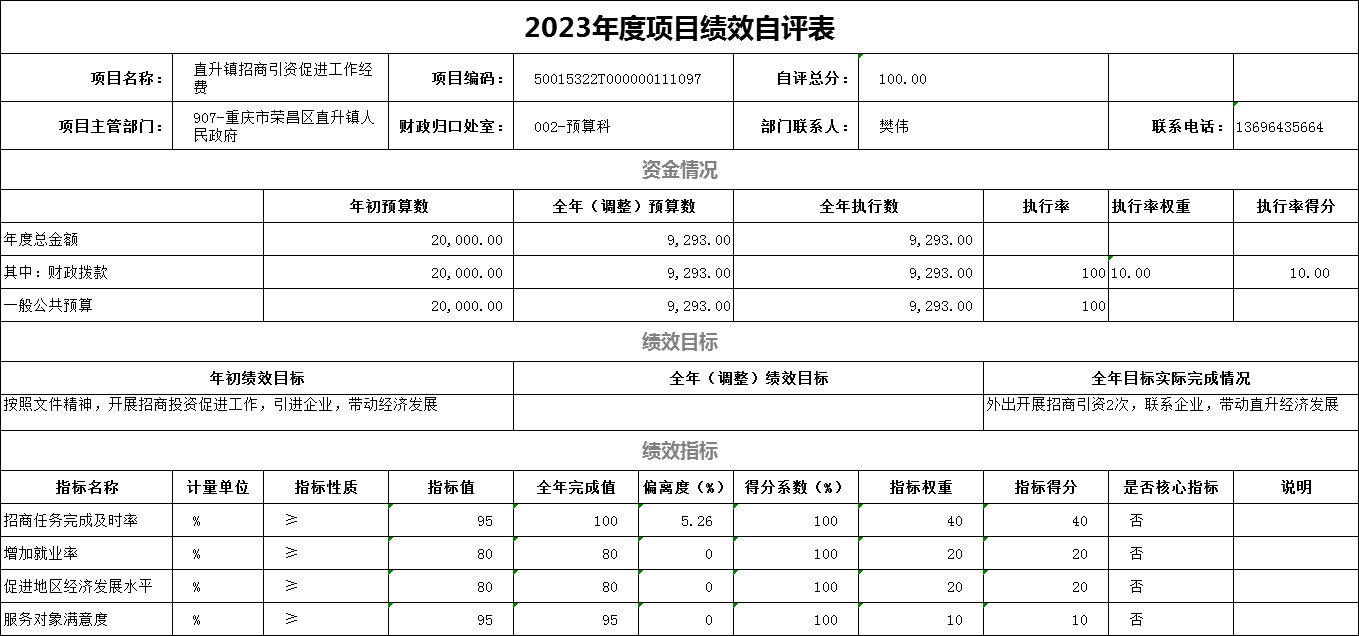 2023年度项目绩效自评表
项目名称： 直升镇招商引资促进工作经
费 项目编码： 50015322T000000111097 自评总分： 100.00
项目主管部门： 907-重庆市荣昌区直升镇人
民政府 财政归口处室： 002-预算科 部门联系人： 樊伟 联系电话： 13696435664
资金情况
年初预算数 全年（调整）预算数 全年执行数 执行率 执行率权重 执行率得分
年度总金额 20,000.00 9,293.00 9,293.00
其中：财政拨款 20,000.00 9,293.00 9,293.00 100 10.00 10.00
一般公共预算 20,000.00 9,293.00 9,293.00 100
绩效目标
年初绩效目标 全年（调整）绩效目标 全年目标实际完成情况
按照文件精神，开展招商投资促进工作，引进企业，带动经济发展 外出开展招商引资2次，联系企业，带动直升经济发展
绩效指标
指标名称 计量单位 指标性质 指标值 全年完成值 偏离度（%） 得分系数（%） 指标权重 指标得分 是否核心指标 说明
招商任务完成及时率 % ≥ 95 100 5.26 100 40 40 否
增加就业率 % ≥ 80 80 0 100 20 20 否
促进地区经济发展水平 % ≥ 80 80 0 100 20 20 否
服务对象满意度 % ≥ 95 95 0 100 10 10 否